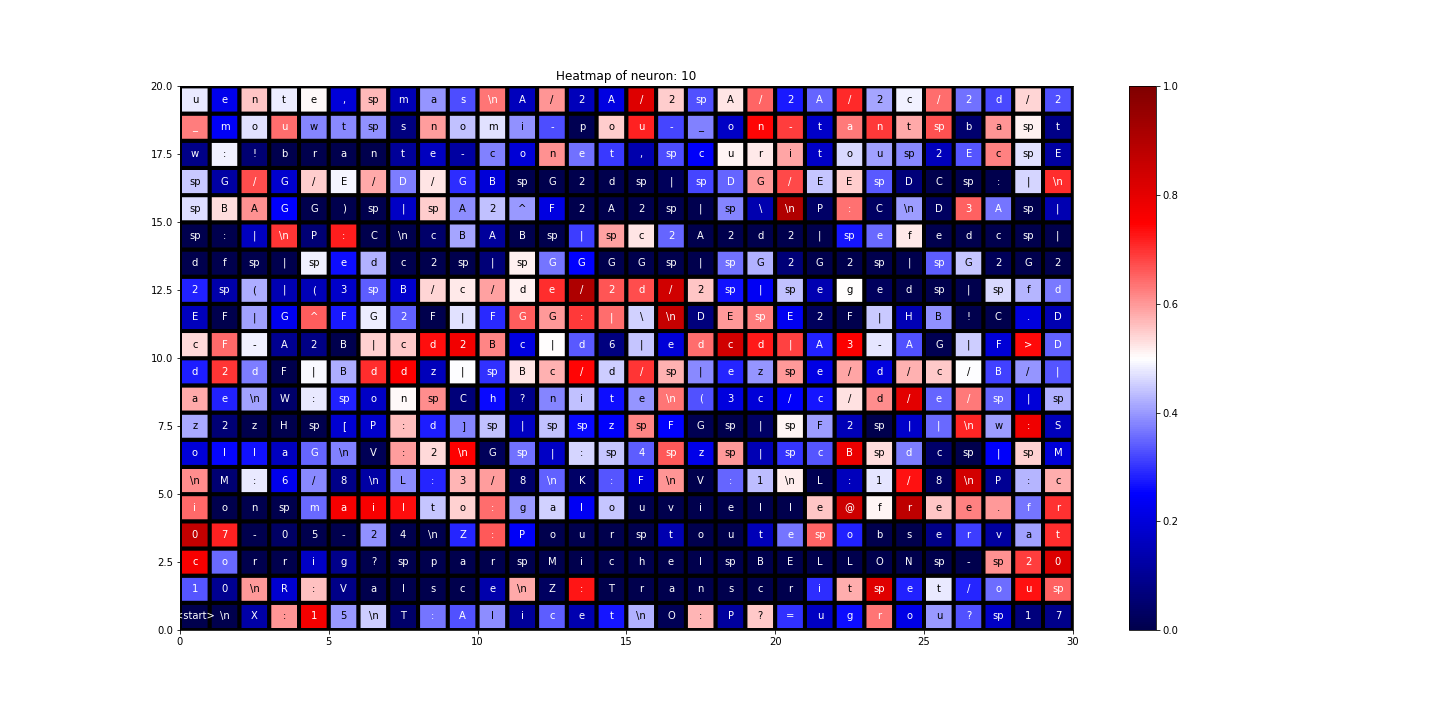 Heatmap of neuron: 10
20.0 u e n t e , sp m a s \n A / 2 A / 2 sp A / 2 A / 2 c / 2 d / 2 1.0
_ m o u w t sp s n o m i - p o u - _ o n - t a n t sp b a sp t
17.5 w : ! b r a n t e - c o n e t , sp c u r i t o u sp 2 E c sp E
sp G / G / E / D / G B sp G 2 d sp | sp D G / E E sp D C sp : | \n
15.0 sp B A G G ) sp | sp A 2 ^ F 2 A 2 sp | sp \ \n P : C \n D 3 A sp | 0.8
sp : | \n P : C \n c B A B sp | sp c 2 A 2 d 2 | sp e f e d c sp |
d f sp | sp e d c 2 sp | sp G G G G sp | sp G 2 G 2 sp | sp G 2 G 2
12.5 2 sp ( | ( 3 sp B / c / d e / 2 d / 2 sp | sp e g e d sp | sp f d 0.6
E F | G ^ F G 2 F | F G G : | \ \n D E sp E 2 F | H B ! C . D
c F - A 2 B | c d 2 B c | d 6 | e d c d | A 3 - A G | F > D
10.0 d 2 d F | B d d z | sp B c / d / sp | e z sp e / d / c / B / |
a e \n W : sp o n sp C h ? n i t e \n ( 3 c / c / d / e / sp | sp 0.4
7.5 z 2 z H sp [ P : d ] sp | sp sp z sp F G sp | sp F 2 sp | | \n w : S
o l l a G \n V : 2 \n G sp | : sp 4 sp z sp | sp c B sp d c sp | sp M
5.0 \n M : 6 / 8 \n L : 3 / 8 \n K : F \n V : 1 \n L : 1 / 8 \n P : c
i o n sp m a i l t o : g a l o u v i e l l e @ f r e e . f r 0.2
0 7 - 0 5 - 2 4 \n Z : P o u r sp t o u t e sp o b s e r v a t
2.5 c o r r i g ? sp p a r sp M i c h e l sp B E L L O N sp - sp 2 0
1 0 \n R : V a l s c e \n Z : T r a n s c r i t sp e t / o u sp
0.0 <start> \n X : 1 5 \n T : A l i c e t \n O : P ? = u g r o u ? sp 1 7 0.0
0 5 10 15 20 25 30